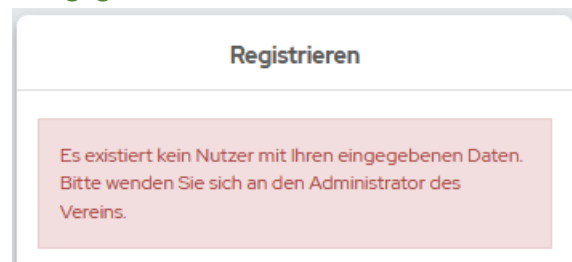 Registrieren
Es existiert kein Nutzer mit Ihren eingegebenen Daten.
Bitte wenden Sie sich an den Administrator des
Vereins.